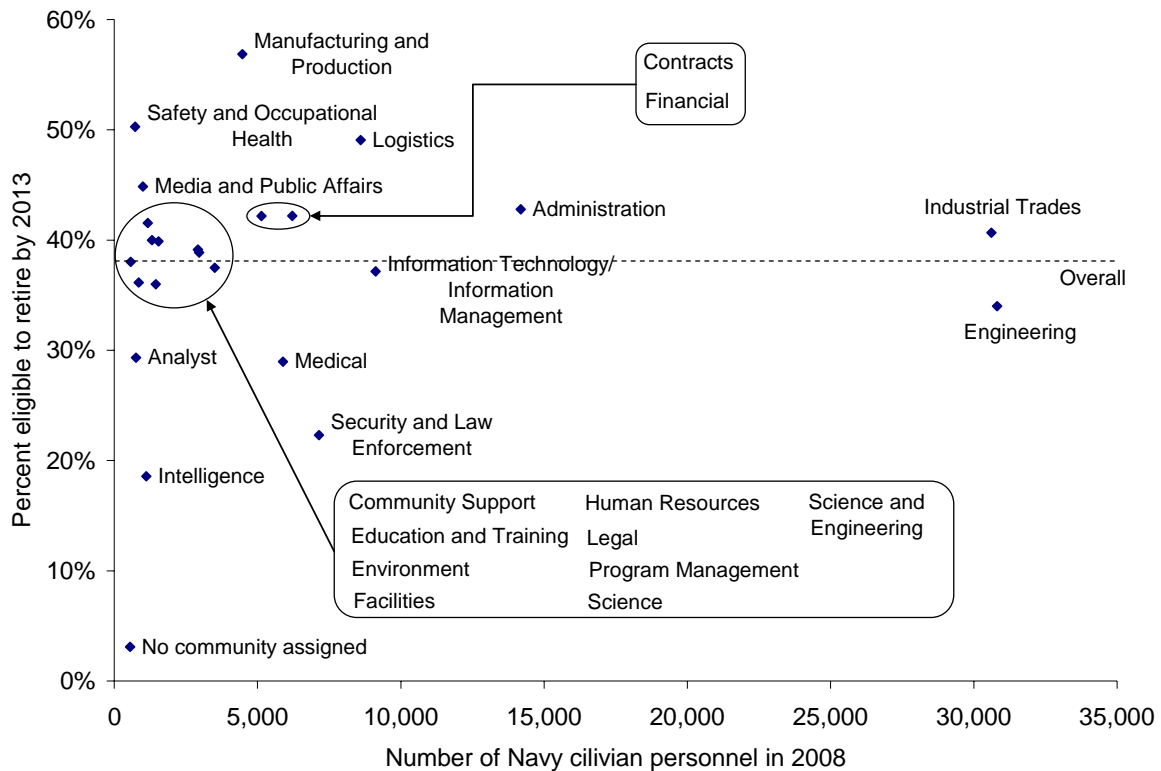 60%
50%
40%
30%
20%
10%
0%
Percent eligible to retire by 2013
Manufacturing and
Production
Contracts
Financial
Safety and Occupational
Health
Logistics
Media and Public Affairs
Administration
Industrial Trades
Information Technology/
Information
Management
Overall
Engineering
Analyst
Medical
Security and Law
Enforcement
Intelligence
Community Support
Education and Training
Environment
Facilities
Human Resources
Legal
Program Management
Science
Science and
Engineering
No community assigned
0
5,000
10,000
15,000
20,000
25,000
30,000
35,000
Number of Navy cilivian personnel in 2008